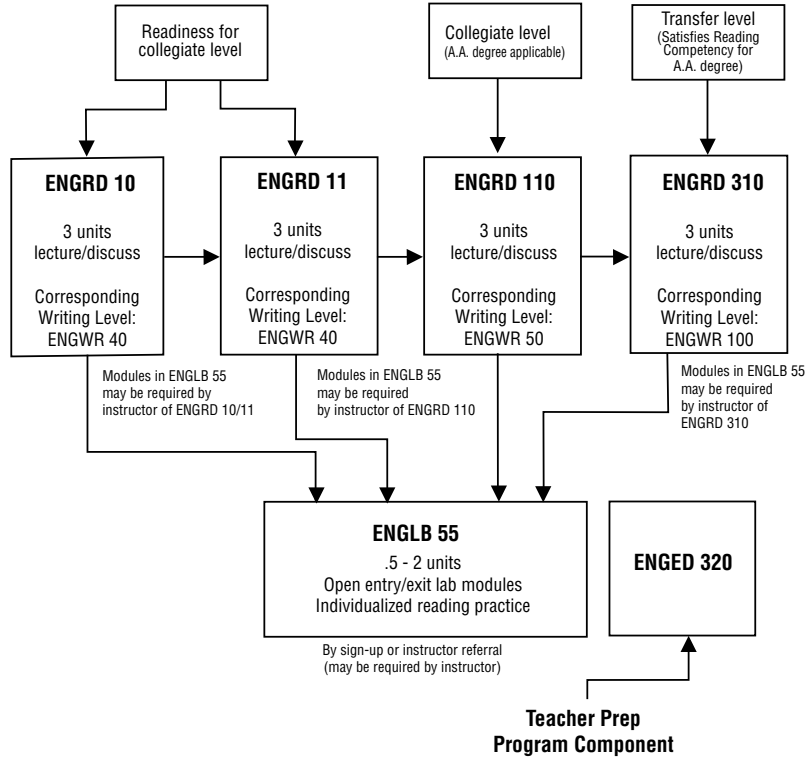 Readiness for
collegiate level
Collegiate level
(A.A. degree applicable)
Transfer level
(Satisfies Reading
Competency for
A.A. degree)
ENGRD 10
3 units
lecture/discuss
Corresponding
Writing Level:
ENGWR 40
ENGRD 11
3 units
lecture/discuss
Corresponding
Writing Level:
ENGWR 40
ENGRD 110
3 units
lecture/discuss
Corresponding
Writing Level:
ENGWR 50
ENGRD 310
3 units
lecture/discuss
Corresponding
Writing Level:
ENGWR 100
Modules in ENGLB 55
may be required by
instructor of ENGRD 10/11
Modules in ENGLB 55
may be required
by instructor of ENGRD 110
Modules in ENGLB 55
may be required
by instructor of
ENGRD 310
ENGLB 55
.5 - 2 units
Open entry/exit lab modules
Individualized reading practice
By sign-up or instructor referral
(may be required by instructor)
ENGED 320
Teacher Prep
Program Component